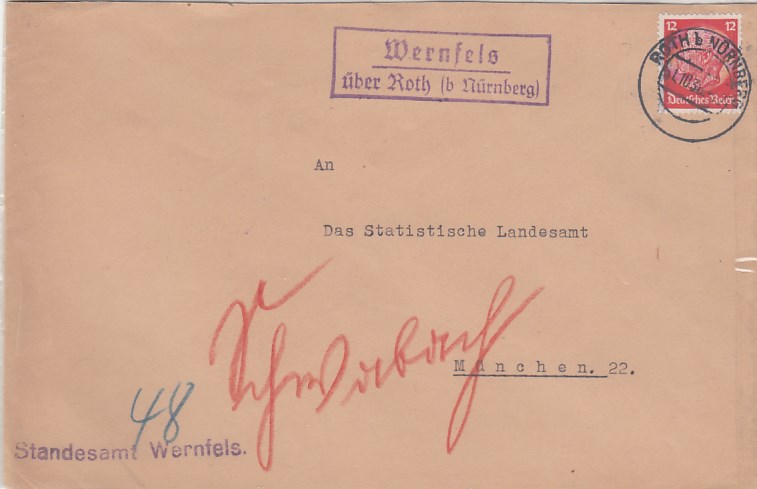 Wernfels
über Roth (b Nürnberg)
12 12
Deutsches Reich
ROTH b NÜRNBERG
An
Das Statistische Landesamt
Schwabach
München. 22.
48
Standesamt Wernfels.